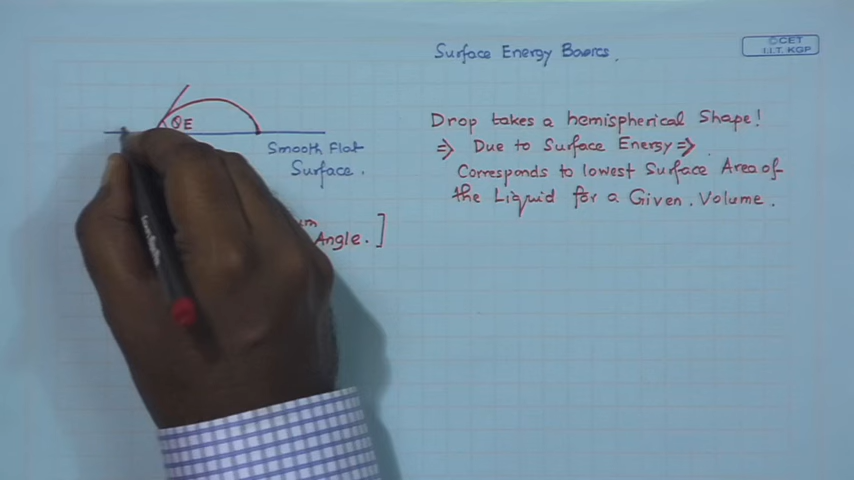 Surface Energy Basics.
©CET
I.I.T. KGP
θE
Smooth Flat
Surface.
Angle.]
Drop takes a hemispherical Shape!
⇒ Due to Surface Energy ⇒
Corresponds to lowest Surface Area of
the Liquid for a Given. Volume.